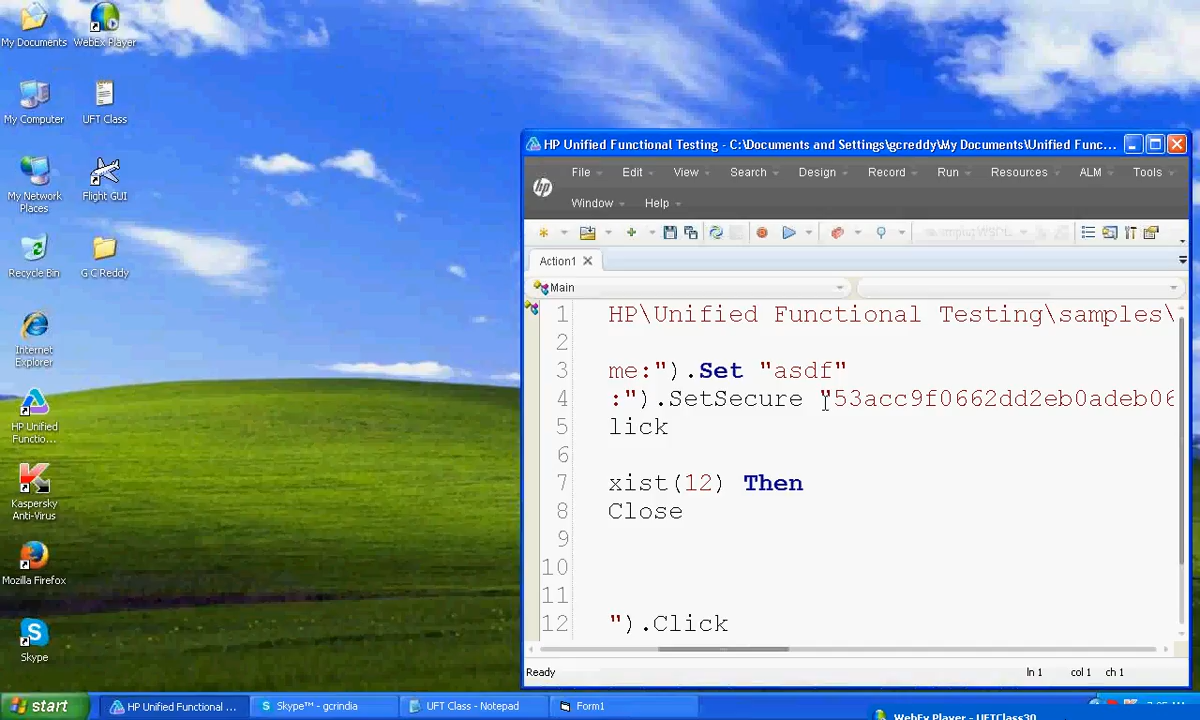 My Documents
WebEx Player
My Computer
UFT Class
My Network
Places
Flight GUI
Recycle Bin
G C Reddy
Internet
Explorer
HP Unified
Functio...
Kaspersky
Anti-Virus
Mozilla Firefox
Skype
HP Unified Functional Testing - C:\Documents and Settings\gcreddy\My Documents\Unified Func...
hp
File Edit View Search Design Record Run Resources ALM Tools
Window Help
Action1
Main
1 HP\Unified Functional Testing\samples\
2
3 me:").Set "asdf"
4 :").SetSecure "53acc9f0662dd2eb0adeb06
5 lick
6
7 xist(12) Then
8 Close
9
10
11
12 ").Click
Ready ln 1 col 1 ch 1
start
HP Unified Functional ...
Skype™ - gcrindia
UFT Class - Notepad
Form1
WebEx Player - UFTClass30